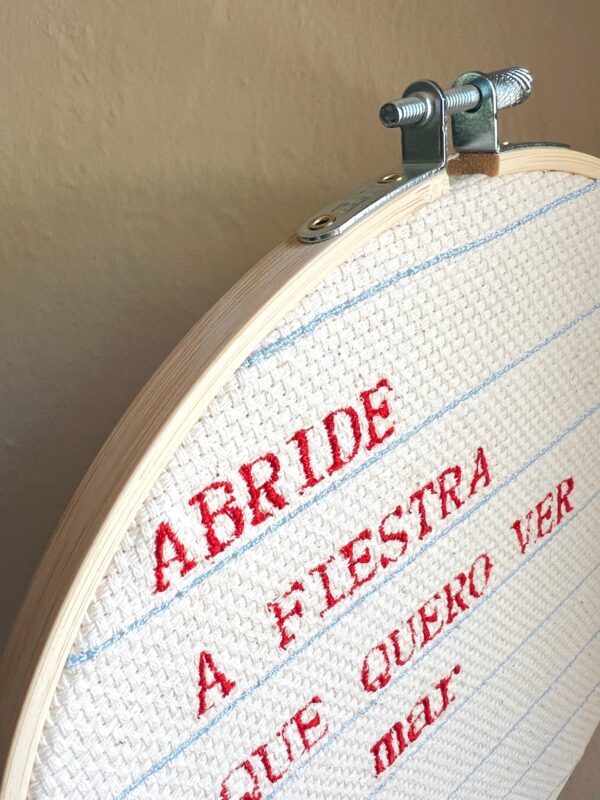 ABRIDE
A FIESTRA
QUE QUERO VER
mar